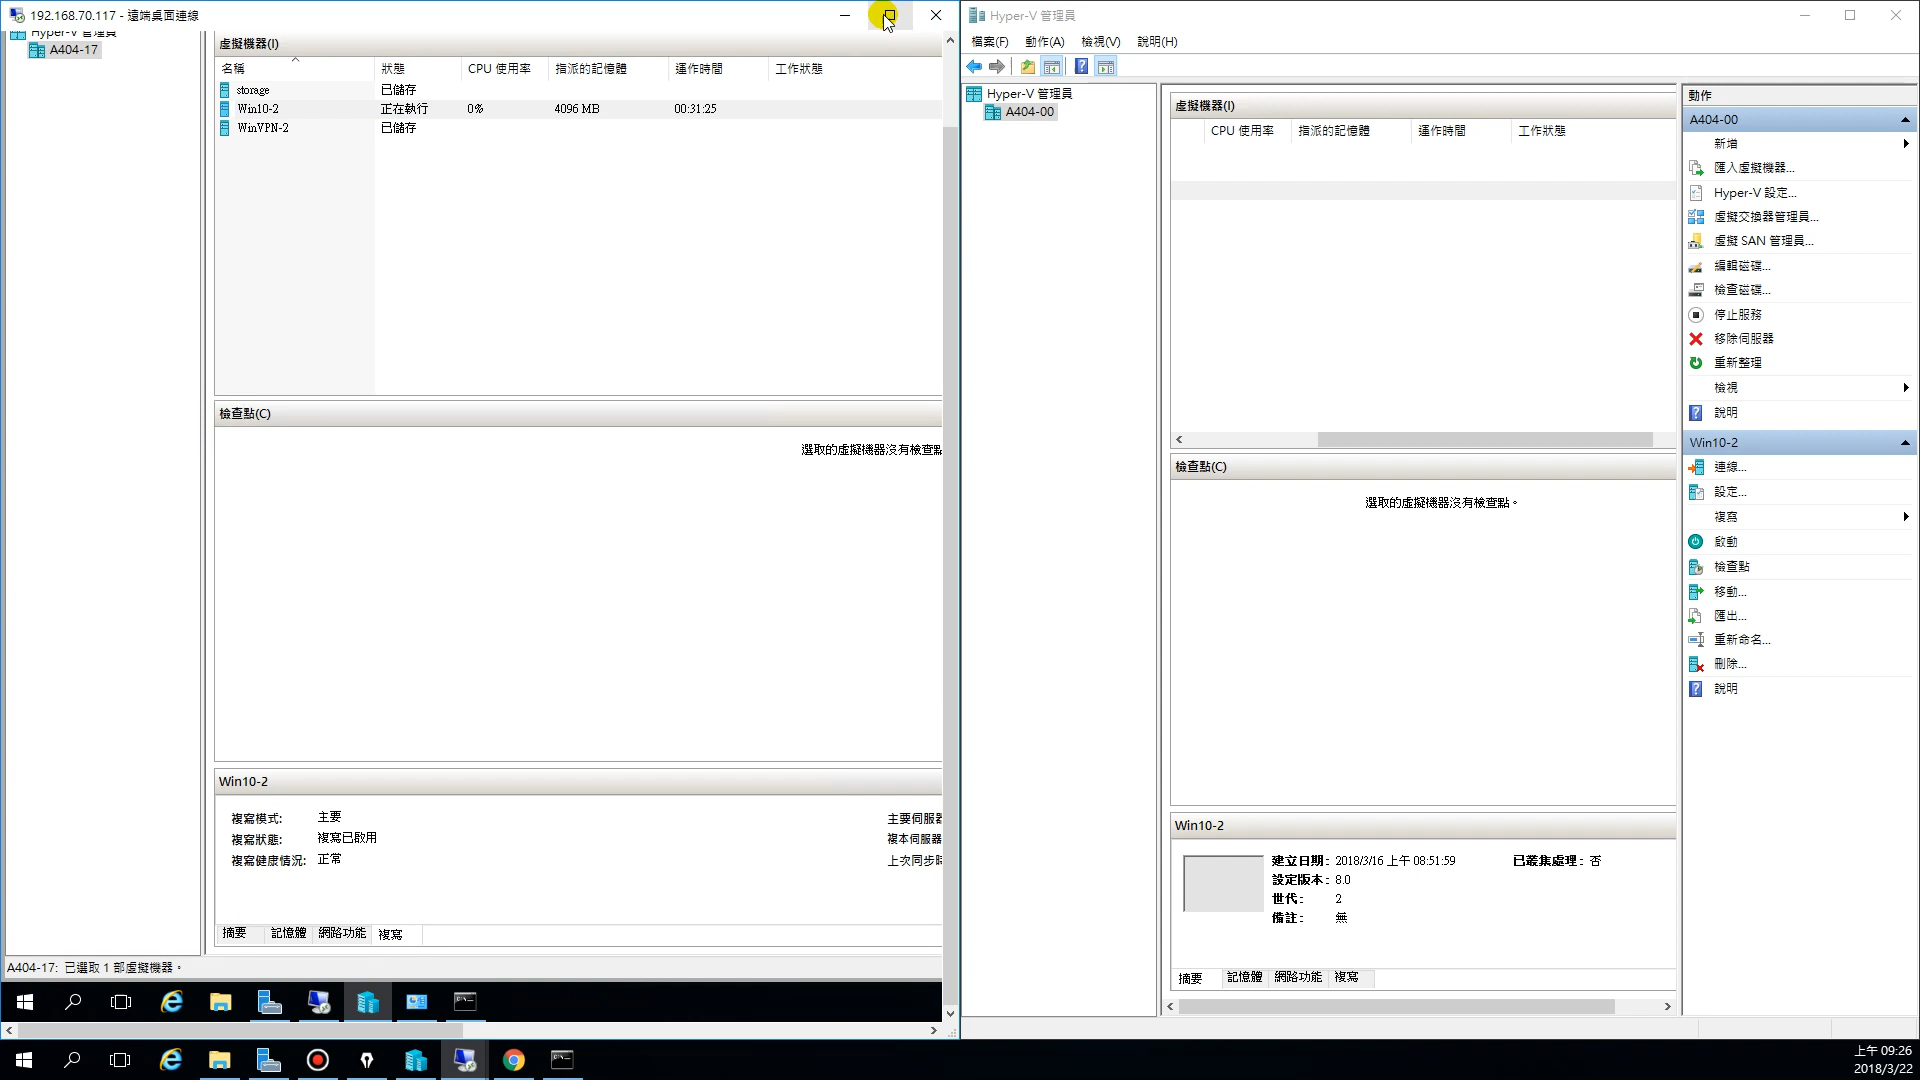 192.168.70.117 - 遠端桌面連線
Hyper-V 管理員
A404-17
虛擬機器(I)
名稱 狀態 CPU 使用率 指派的記憶體 運作時間 工作狀態
storage 已儲存
Win10-2 正在執行 0% 4096 MB 00:31:25
WinVPN-2 已儲存
檢查點(C)
選取的虛擬機器沒有檢查點
Win10-2
複寫模式: 主要 主要伺服器
複寫狀態: 複寫已啟用 複本伺服器
複寫健康情況: 正常 上次同步時
摘要 記憶體 網路功能 複寫
A404-17: 已選取 1 部虛擬機器。
Hyper-V 管理員
檔案(F) 動作(A) 檢視(V) 說明(H)
Hyper-V 管理員
A404-00
虛擬機器(I)
CPU 使用率 指派的記憶體 運作時間 工作狀態
檢查點(C)
選取的虛擬機器沒有檢查點。
Win10-2
建立日期: 2018/3/16 上午 08:51:59 已叢集處理: 否
設定版本: 8.0
世代: 2
備註: 無
摘要 記憶體 網路功能 複寫
動作
A404-00
新增
匯入虛擬機器...
Hyper-V 設定...
虛擬交換器管理員...
虛擬 SAN 管理員...
編輯磁碟...
檢查磁碟...
停止服務
移除伺服器
重新整理
檢視
說明
Win10-2
連線...
設定...
複寫
啟動
檢查點
移動...
匯出...
重新命名...
刪除...
說明
上午 09:26
2018/3/22